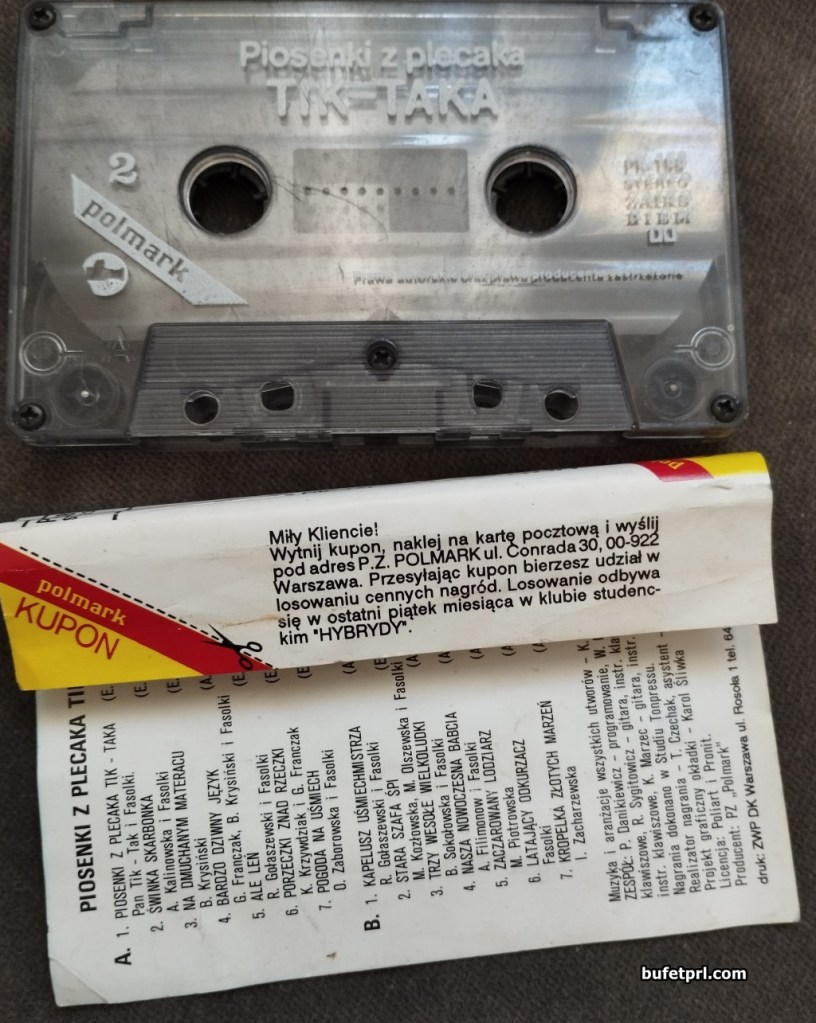 Piosenki z plecaka
TIK-TAKA
2
polmark
STEREO
ZAIKS
BIEM
Prawa autorskie oraz prawa producenta zastrzeżone
Miły Kliencie!
Wytnij kupon, naklej na kartę pocztową i wyślij
pod adres P.Z. POLMARK ul. Conrada 30, 00-922
Warszawa. Przesyłając kupon bierzesz udział w
losowaniu cennych nagród. Losowanie odbywa
się w ostatni piątek miesiąca w klubie studenc-
kim "HYBRYDY".
polmark
KUPON
PIOSENKI Z PLECAKA
A. 1. PIOSENKI Z PLECAKA TIK - TAKA
Pan Tik - Tak i Fasolki.
2. ŚWINKA SKARBONKA
A. Kalinowska i Fasolki
3. NA DMUCHANYM MATERACU
B. Krysiński
4. BARDZO DZIWNY JĘZYK
G. Franczak, B. Krysiński i Fasolki
5. ALE LEŃ
R. Gołaszewski i Fasolki
6. PORZECZKI ZNAD RZECZKI
K. Krzywdziak i G. Franczak
7. POGODA NA UŚMIECH
O. Zaborowska i Fasolki
B. 1. KAPELUSZ UŚMIECHMISTRZA
R. Gołaszewski i Fasolki
2. STARA SZAFA ŚPI
M. Kozłowska, M. Olszewska i Fasolki
3. TRZY WESOŁE WIELKOLUDKI
B. Sokołowska i Fasolki
4. NASZA NOWOCZESNA BABCIA
A. Filimonow i Fasolki
5. ZACZAROWANY LODZIARZ
M. Piotrowska
6. LATAJĄCY ODKURZACZ
Fasolki
7. KROPELKA ZŁOTYCH MARZEŃ
I. Zacharzewska
Muzyka i aranżacje wszystkich utworów - K.
ZESPÓŁ: P. Danikiewicz - programowanie, W.
klawiszowe, R. Sygitowicz - gitara, instr.
instr. klawiszowe, K. Marzec - gitara, instr.
Nagrania dokonano w Studiu Tonpressu.
Realizator nagrania - T. Czechak, asystent -
Projekt graficzny okładki - Karol Śliwka
Licencja: Poljart i Pronit.
Producent: PZ „Polmark"
druk: ZWP DK Warszawa ul. Rosoła 1 tel. 64
bufetprl.com